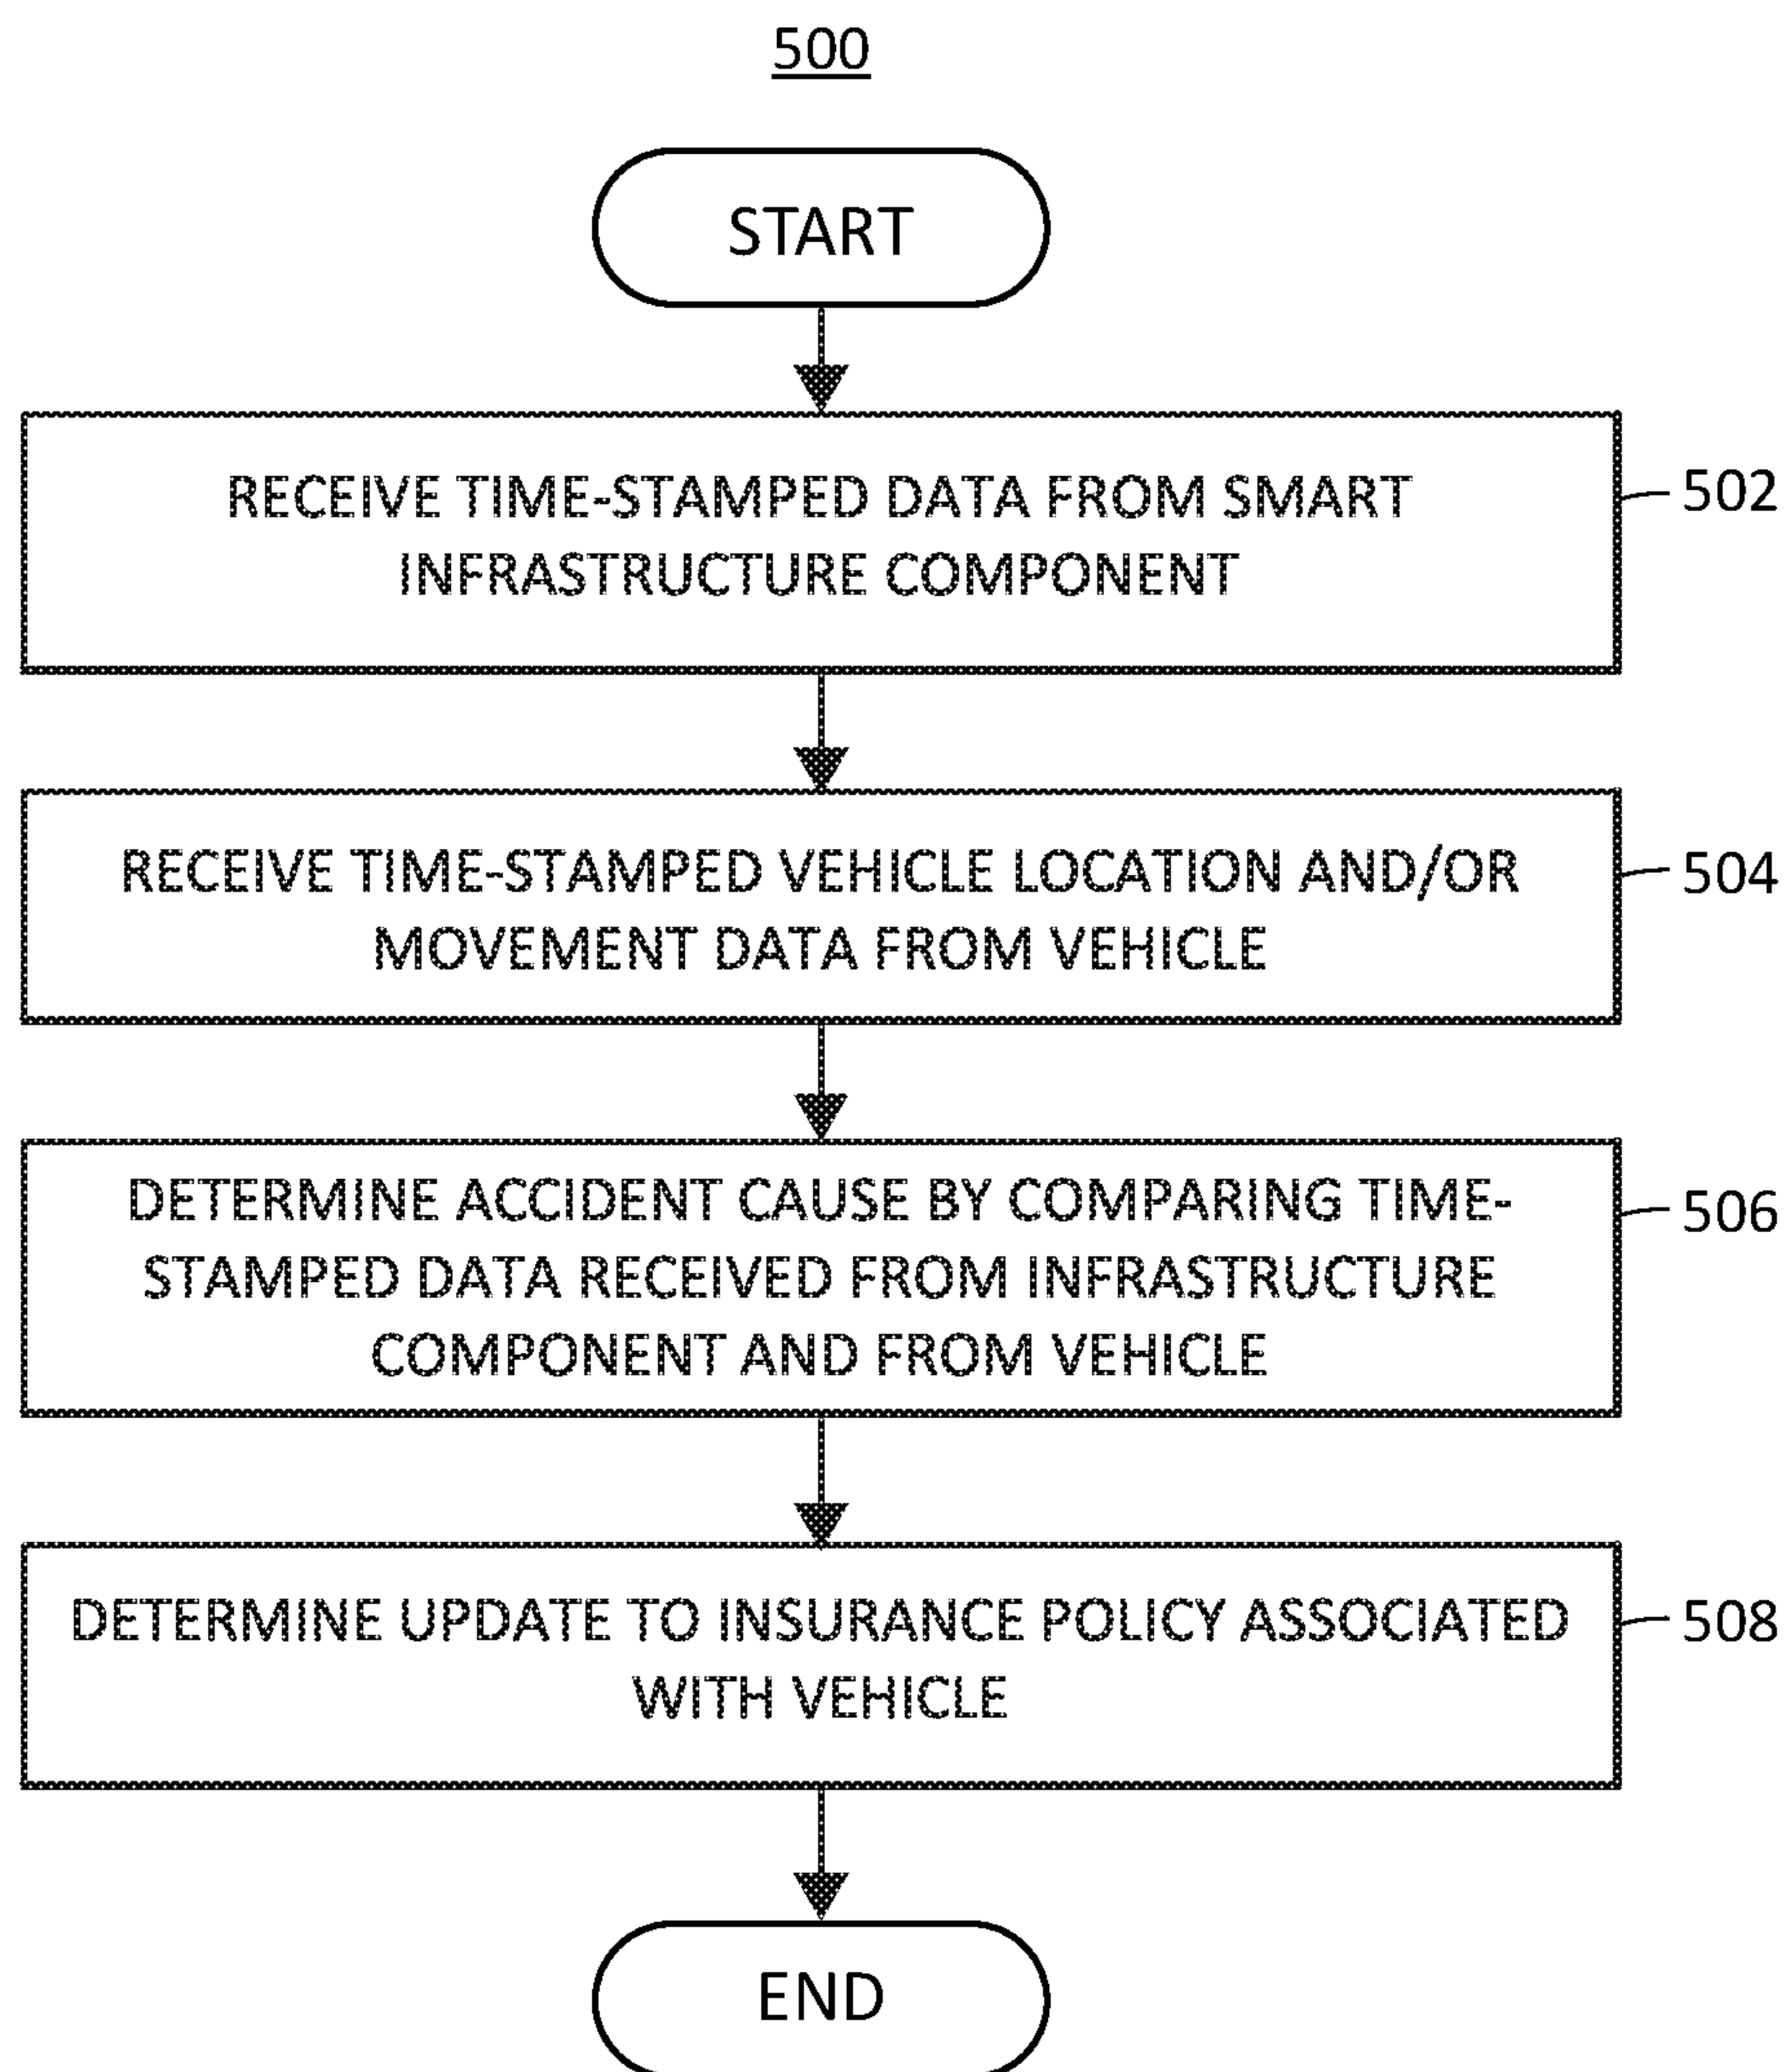 500
START
RECEIVE TIME-STAMPED DATA FROM SMART
INFRASTRUCTURE COMPONENT
502
RECEIVE TIME-STAMPED VEHICLE LOCATION AND/OR
MOVEMENT DATA FROM VEHICLE
504
DETERMINE ACCIDENT CAUSE BY COMPARING TIME-
STAMPED DATA RECEIVED FROM INFRASTRUCTURE
COMPONENT AND FROM VEHICLE
506
DETERMINE UPDATE TO INSURANCE POLICY ASSOCIATED
WITH VEHICLE
508
END